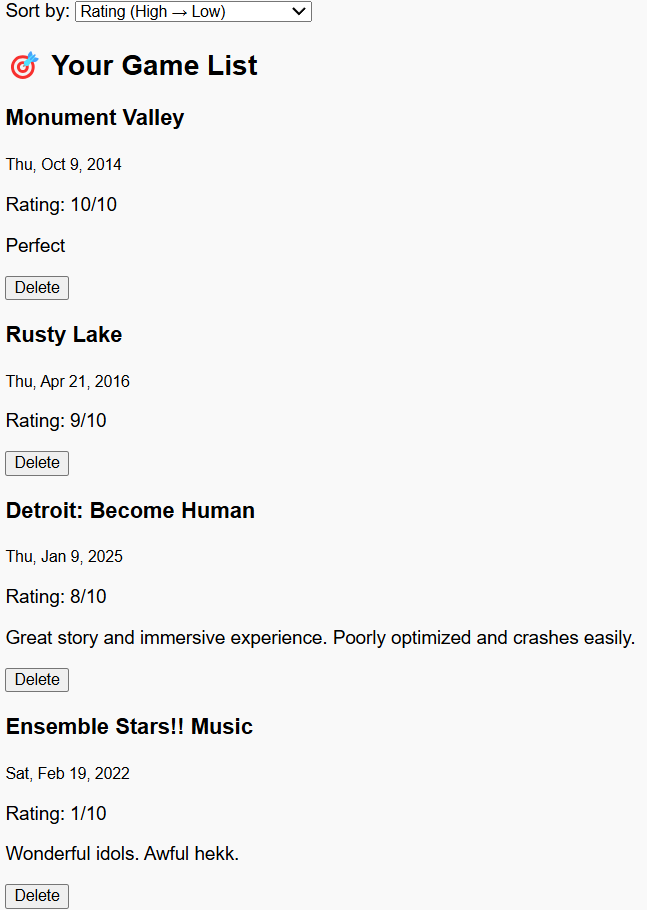 Sort by: Rating (High → Low)
🎯 Your Game List
Monument Valley
Thu, Oct 9, 2014
Rating: 10/10
Perfect
Delete
Rusty Lake
Thu, Apr 21, 2016
Rating: 9/10
Delete
Detroit: Become Human
Thu, Jan 9, 2025
Rating: 8/10
Great story and immersive experience. Poorly optimized and crashes easily.
Delete
Ensemble Stars!! Music
Sat, Feb 19, 2022
Rating: 1/10
Wonderful idols. Awful hekk.
Delete